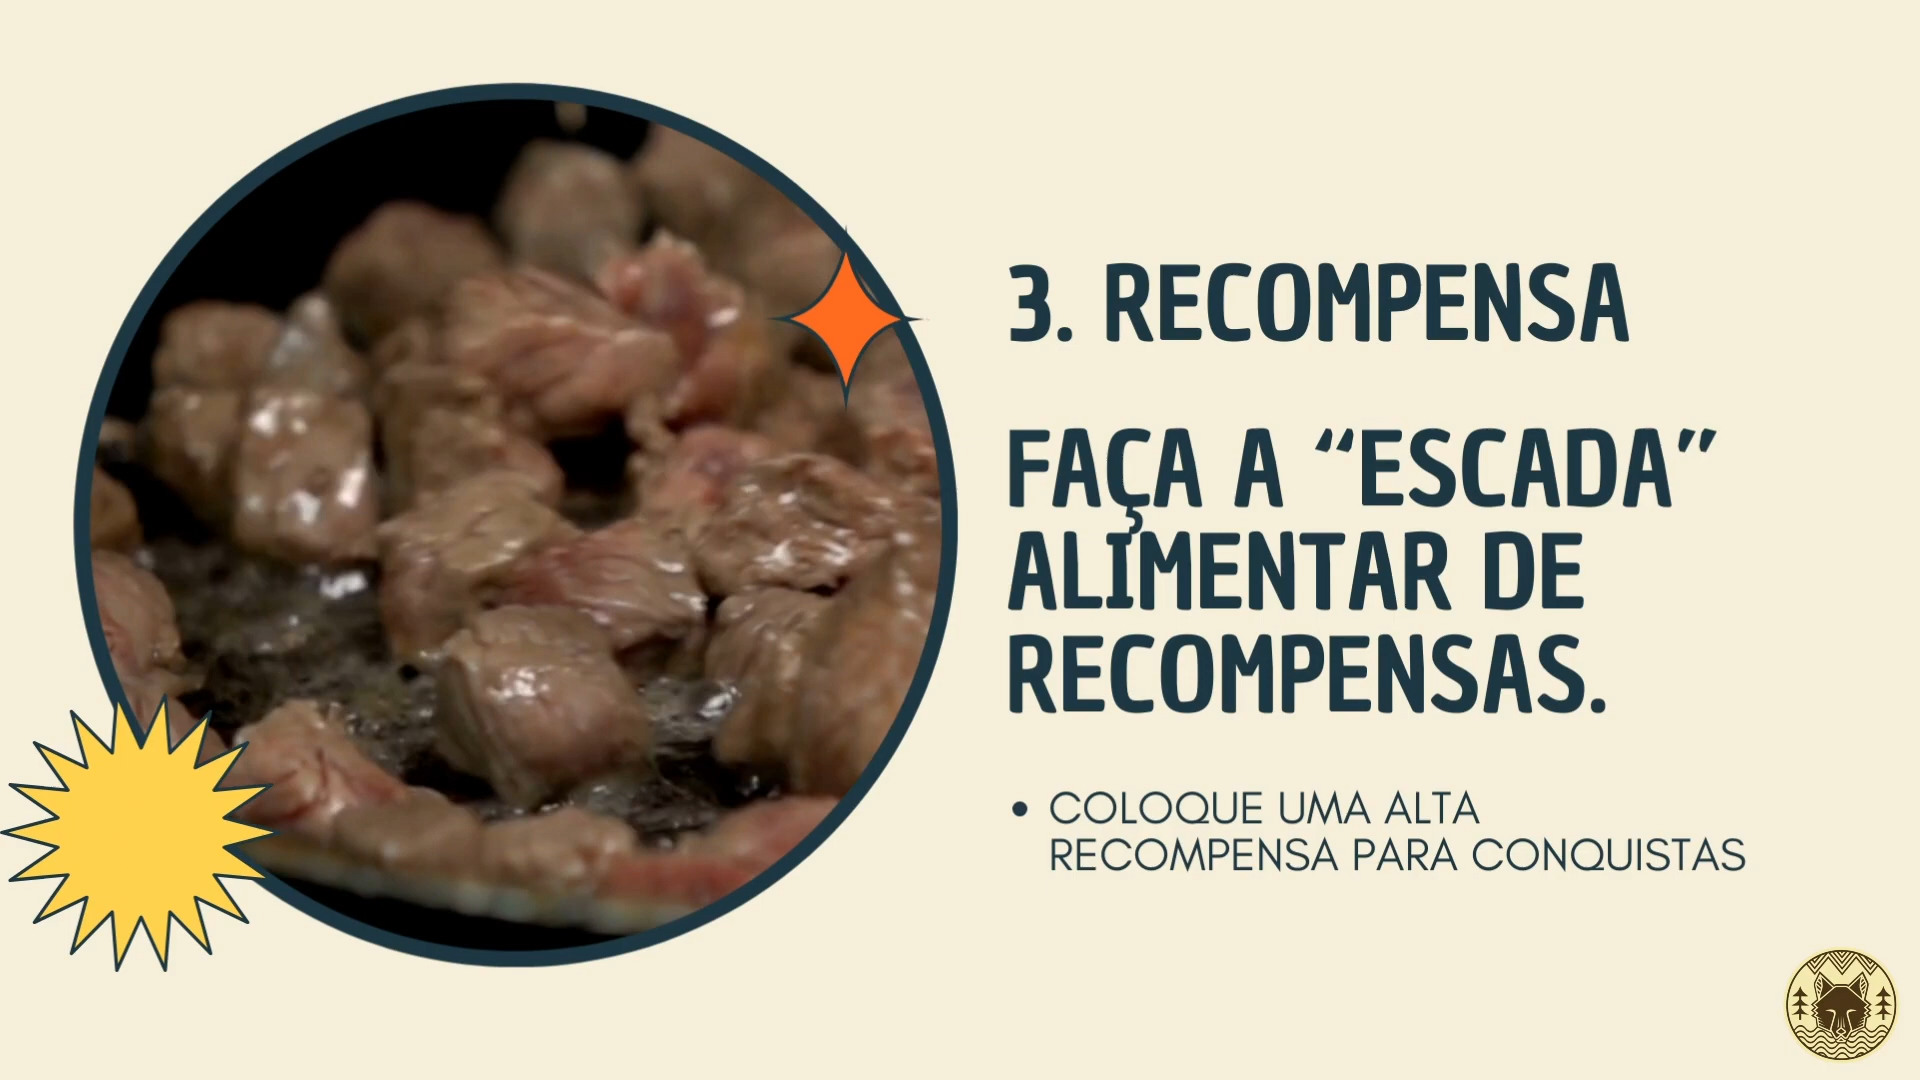 3. RECOMPENSA
FAÇA A “ESCADA”
ALIMENTAR DE
RECOMPENSAS.
• COLOQUE UMA ALTA
RECOMPENSA PARA CONQUISTAS